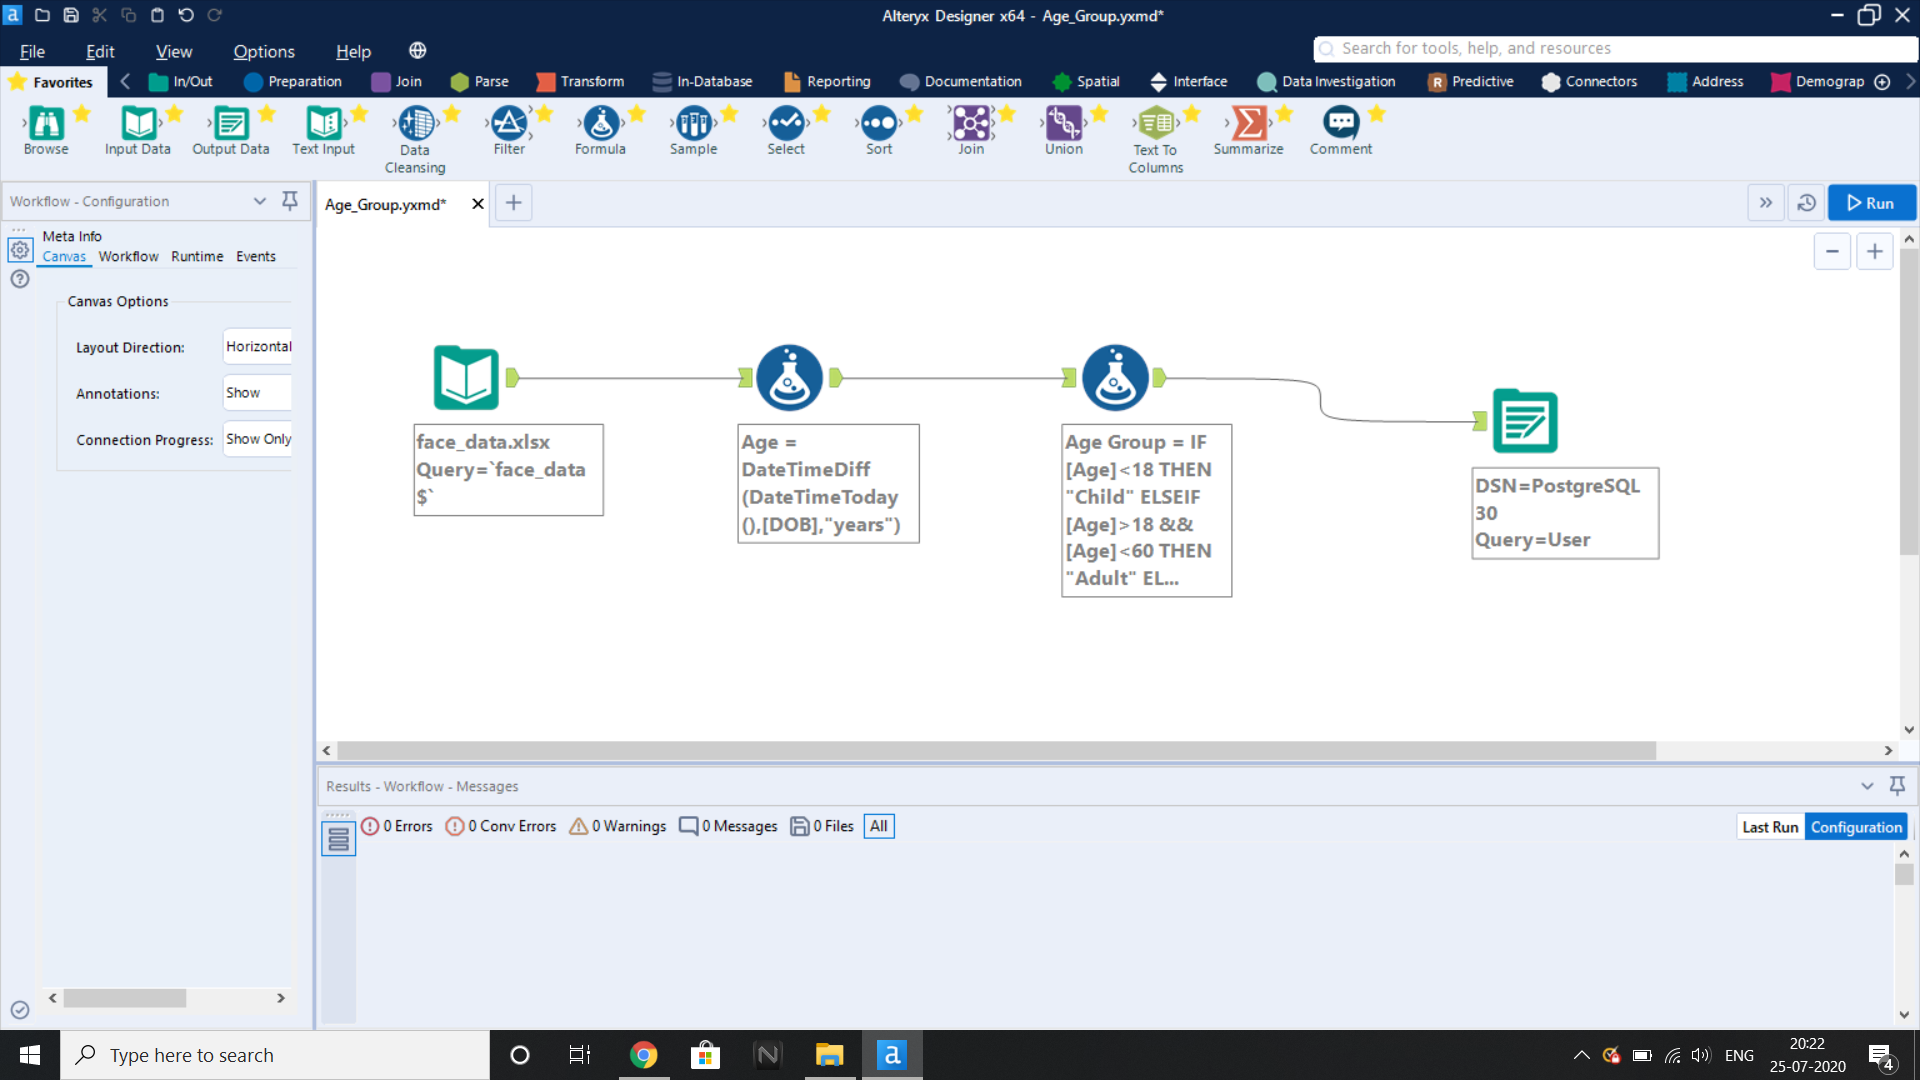 Alteryx Designer x64 - Age_Group.yxmd*
File Edit View Options Help
Search for tools, help, and resources
Favorites In/Out Preparation Join Parse Transform In-Database Reporting Documentation Spatial Interface Data Investigation Predictive Connectors Address Demograp
Browse Input Data Output Data Text Input Data Cleansing Filter Formula Sample Select Sort Join Union Text To Columns Summarize Comment
Workflow - Configuration
Age_Group.yxmd*
Run
Meta Info
Canvas Workflow Runtime Events
Canvas Options
Layout Direction: Horizontal
Annotations: Show
Connection Progress: Show Only
face_data.xlsx
Query=`face_data
$`
Age =
DateTimeDiff
(DateTimeToday
(),[DOB],"years")
Age Group = IF
[Age]<18 THEN
"Child" ELSEIF
[Age]>18 &&
[Age]<60 THEN
"Adult" EL...
DSN=PostgreSQL
30
Query=User
Results - Workflow - Messages
0 Errors 0 Conv Errors 0 Warnings 0 Messages 0 Files All
Last Run Configuration
Type here to search
ENG
20:22
25-07-2020
4